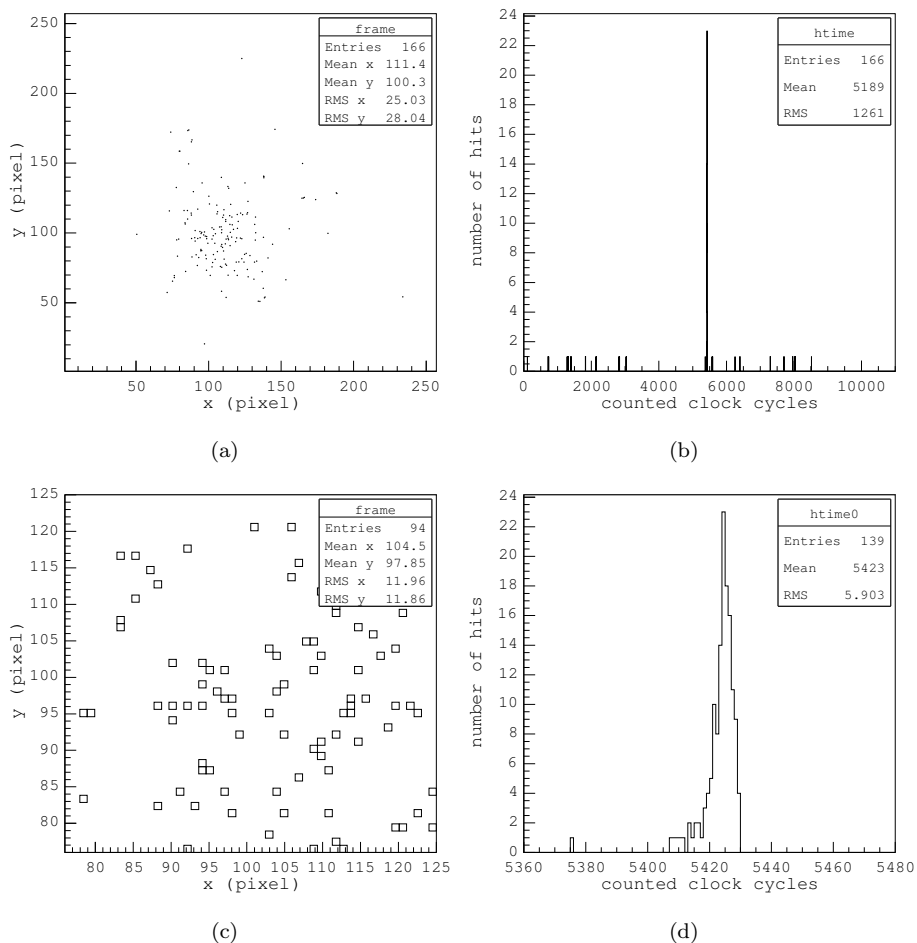 frame
Entries 166
Mean x 111.4
Mean y 100.3
RMS x 25.03
RMS y 28.04
250
200
150
100
50
y (pixel)
50 100 150 200 250
x (pixel)
(a)
htime
Entries 166
Mean 5189
RMS 1261
24
22
20
18
16
14
12
10
8
6
4
2
0
number of hits
0 2000 4000 6000 8000 10000
counted clock cycles
(b)
frame
Entries 94
Mean x 104.5
Mean y 97.85
RMS x 11.96
RMS y 11.86
125
120
115
110
105
100
95
90
85
80
y (pixel)
80 85 90 95 100 105 110 115 120 125
x (pixel)
(c)
htime0
Entries 139
Mean 5423
RMS 5.903
24
22
20
18
16
14
12
10
8
6
4
2
0
number of hits
5360 5380 5400 5420 5440 5460 5480
counted clock cycles
(d)